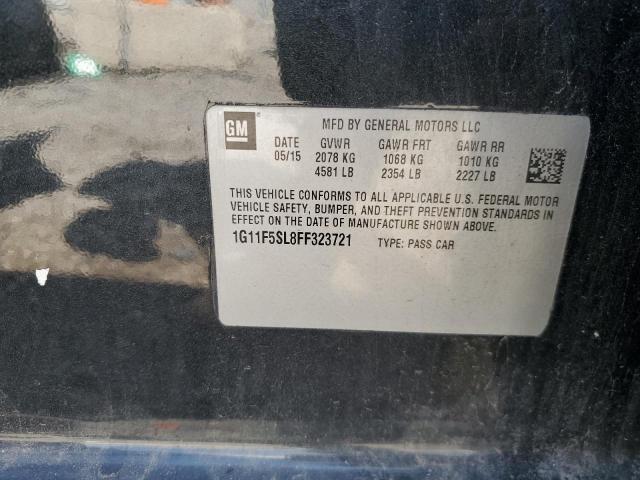 GM
MFD BY GENERAL MOTORS LLC
DATE GVWR GAWR FRT GAWR RR
05/15 2078 KG 1068 KG 1010 KG
4581 LB 2354 LB 2227 LB
THIS VEHICLE CONFORMS TO ALL APPLICABLE U.S. FEDERAL MOTOR
VEHICLE SAFETY, BUMPER, AND THEFT PREVENTION STANDARDS IN
EFFECT ON THE DATE OF MANUFACTURE SHOWN ABOVE.
1G11F5SL8FF323721 TYPE: PASS CAR